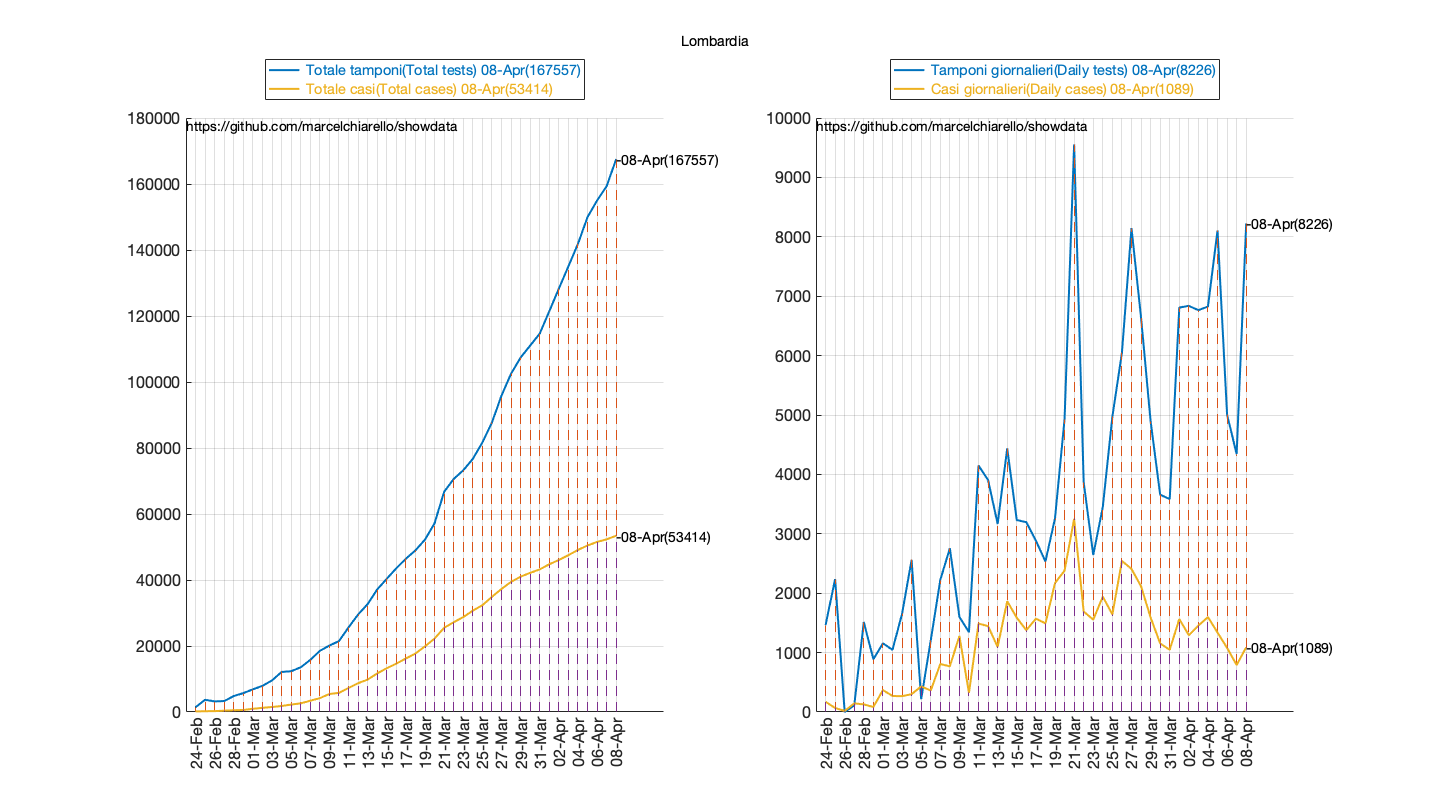 Lombardia
Totale tamponi(Total tests) 08-Apr(167557)
Totale casi(Total cases) 08-Apr(53414)
https://github.com/marcelchiarello/showdata
180000
160000
140000
120000
100000
80000
60000
40000
20000
0
08-Apr(167557)
08-Apr(53414)
24-Feb
26-Feb
28-Feb
01-Mar
03-Mar
05-Mar
07-Mar
09-Mar
11-Mar
13-Mar
15-Mar
17-Mar
19-Mar
21-Mar
23-Mar
25-Mar
27-Mar
29-Mar
31-Mar
02-Apr
04-Apr
06-Apr
08-Apr
Tamponi giornalieri(Daily tests) 08-Apr(8226)
Casi giornalieri(Daily cases) 08-Apr(1089)
https://github.com/marcelchiarello/showdata
10000
9000
8000
7000
6000
5000
4000
3000
2000
1000
0
08-Apr(8226)
08-Apr(1089)
24-Feb
26-Feb
28-Feb
01-Mar
03-Mar
05-Mar
07-Mar
09-Mar
11-Mar
13-Mar
15-Mar
17-Mar
19-Mar
21-Mar
23-Mar
25-Mar
27-Mar
29-Mar
31-Mar
02-Apr
04-Apr
06-Apr
08-Apr